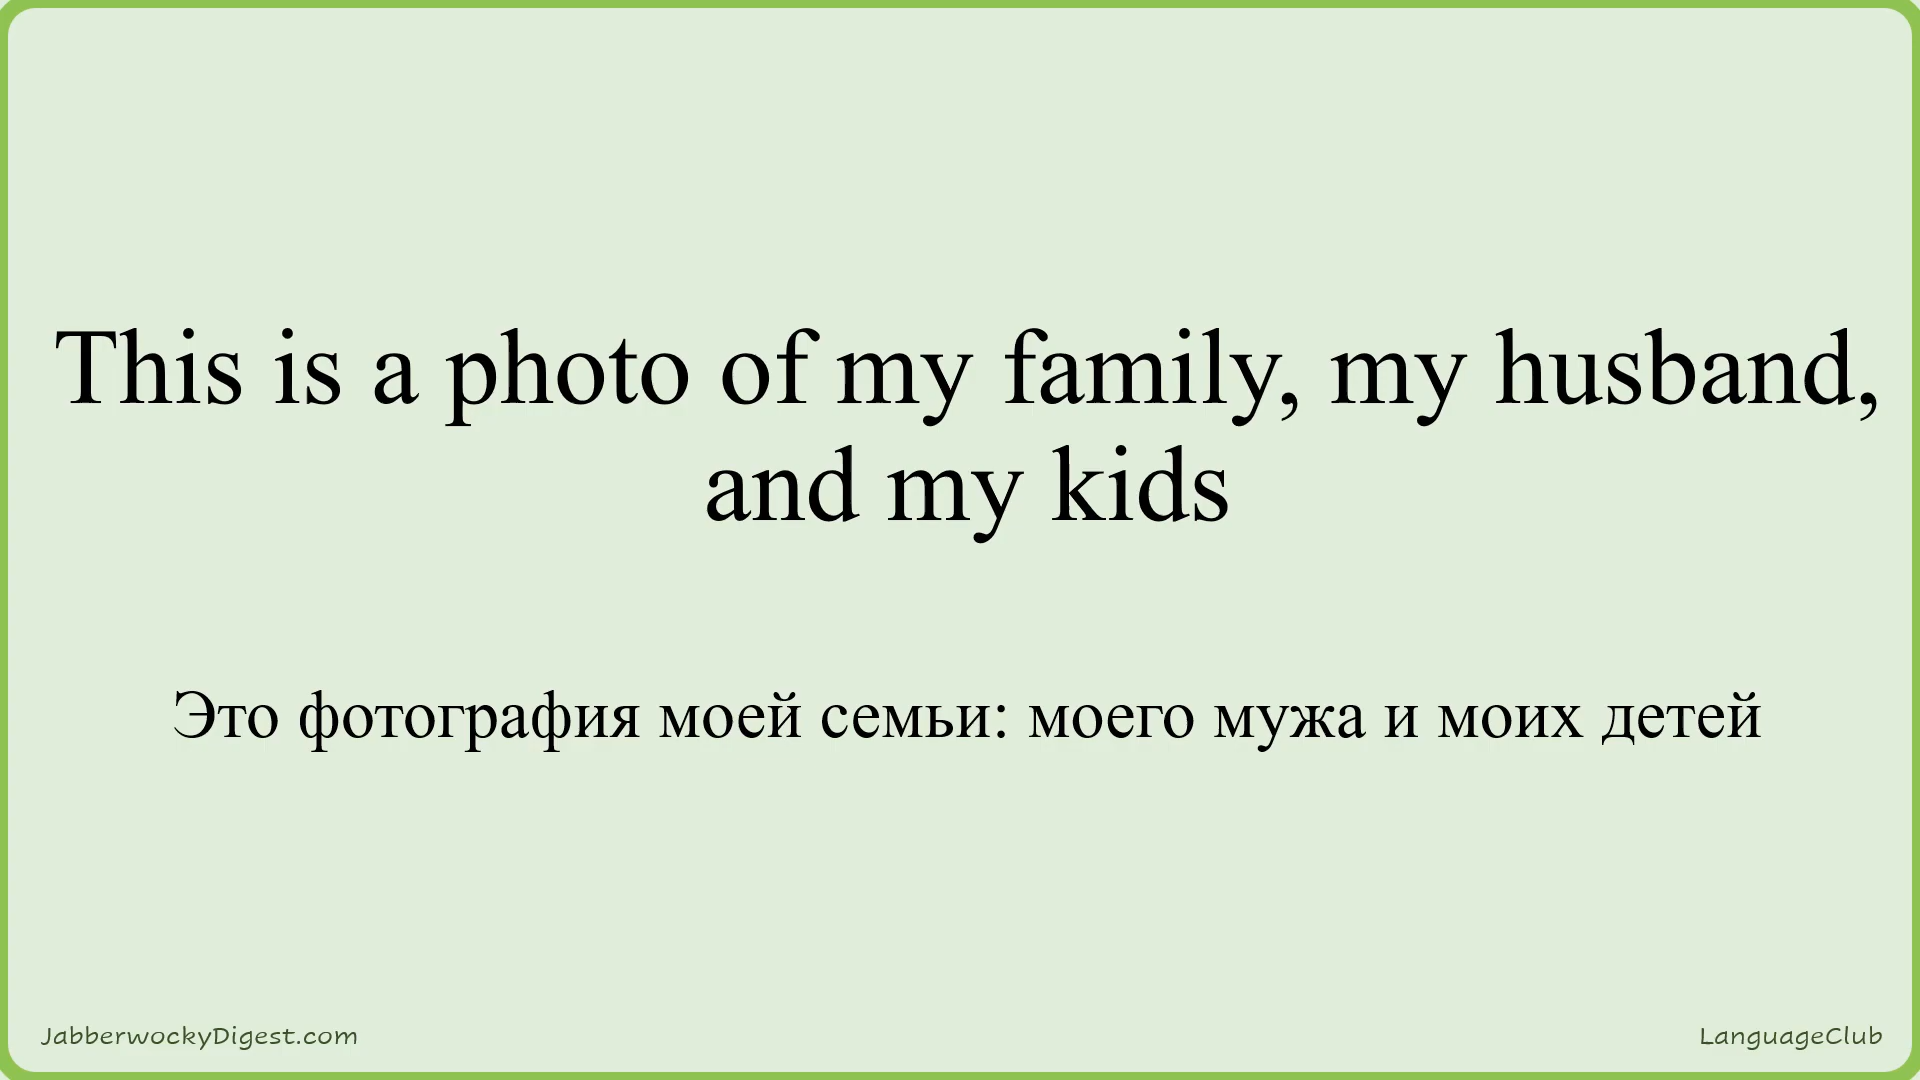 This is a photo of my family, my husband,
and my kids
Это фотография моей семьи: моего мужа и моих детей
JabberwockyDigest.com
LanguageClub